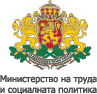 Министерство на труда
и социалната политика